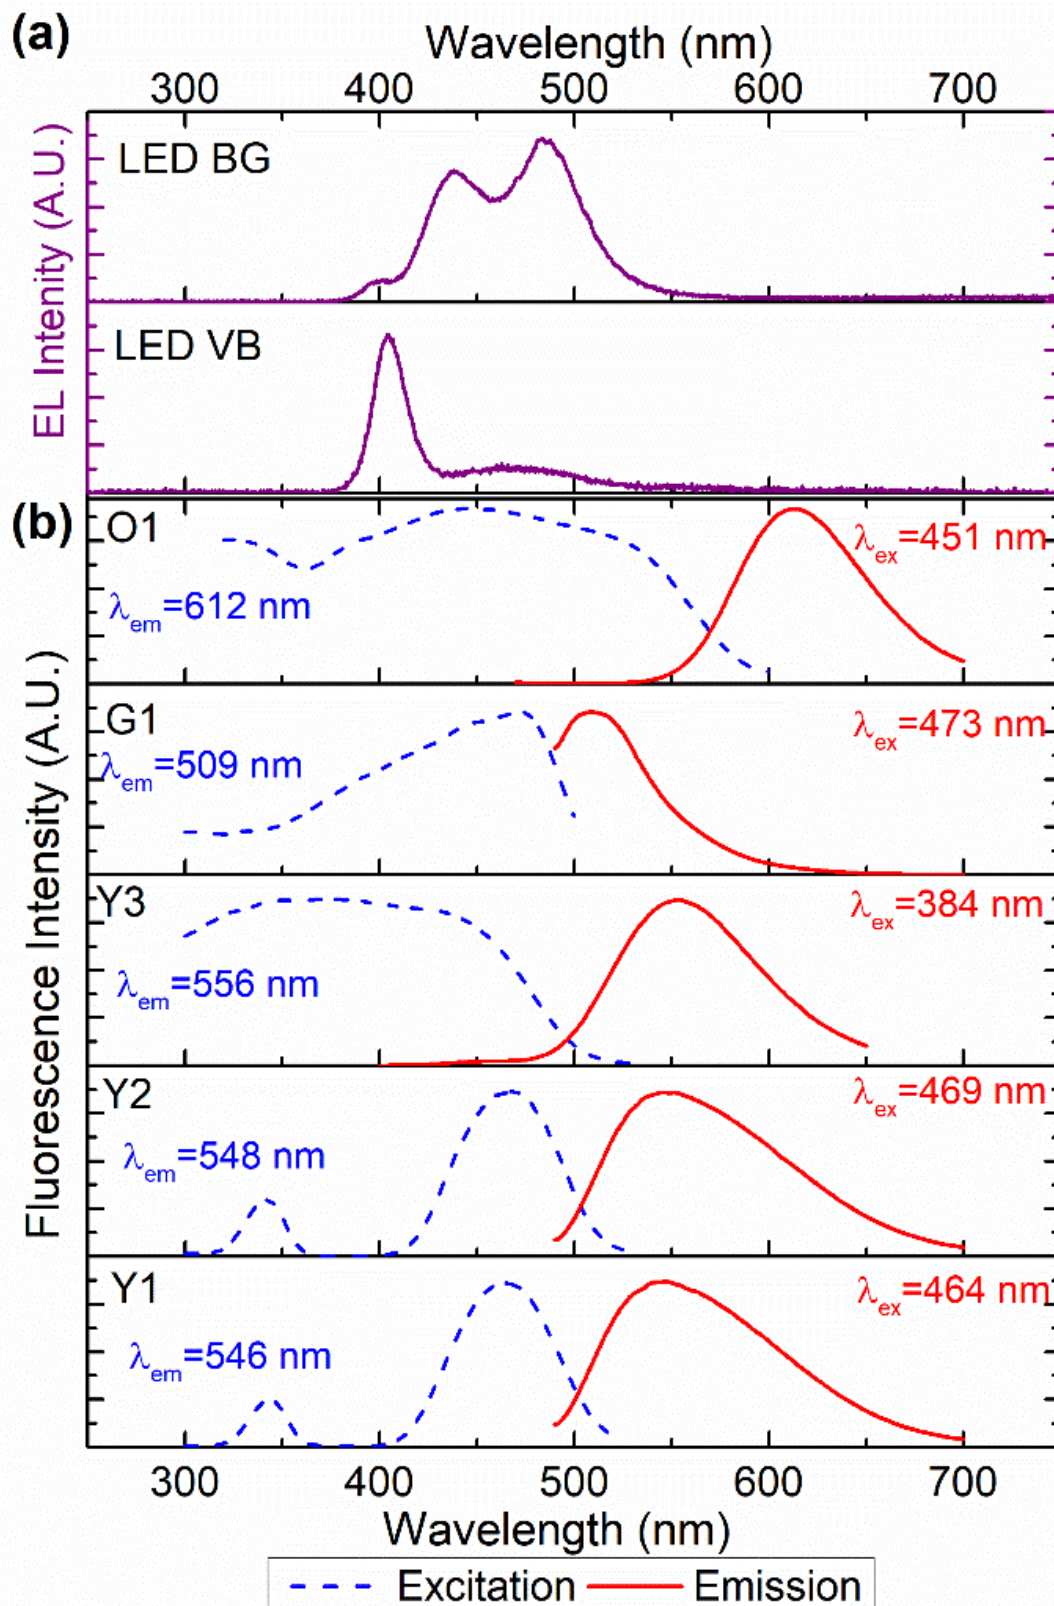 (a)
Wavelength (nm)
300 400 500 600 700
EL Intenity (A.U.)
LED BG
LED VB
(b)
Fluorescence Intensity (A.U.)
O1
λex=451 nm
λem=612 nm
G1
λex=473 nm
λem=509 nm
Y3
λex=384 nm
λem=556 nm
Y2
λex=469 nm
λem=548 nm
Y1
λex=464 nm
λem=546 nm
300 400 500 600 700
Wavelength (nm)
Excitation Emission